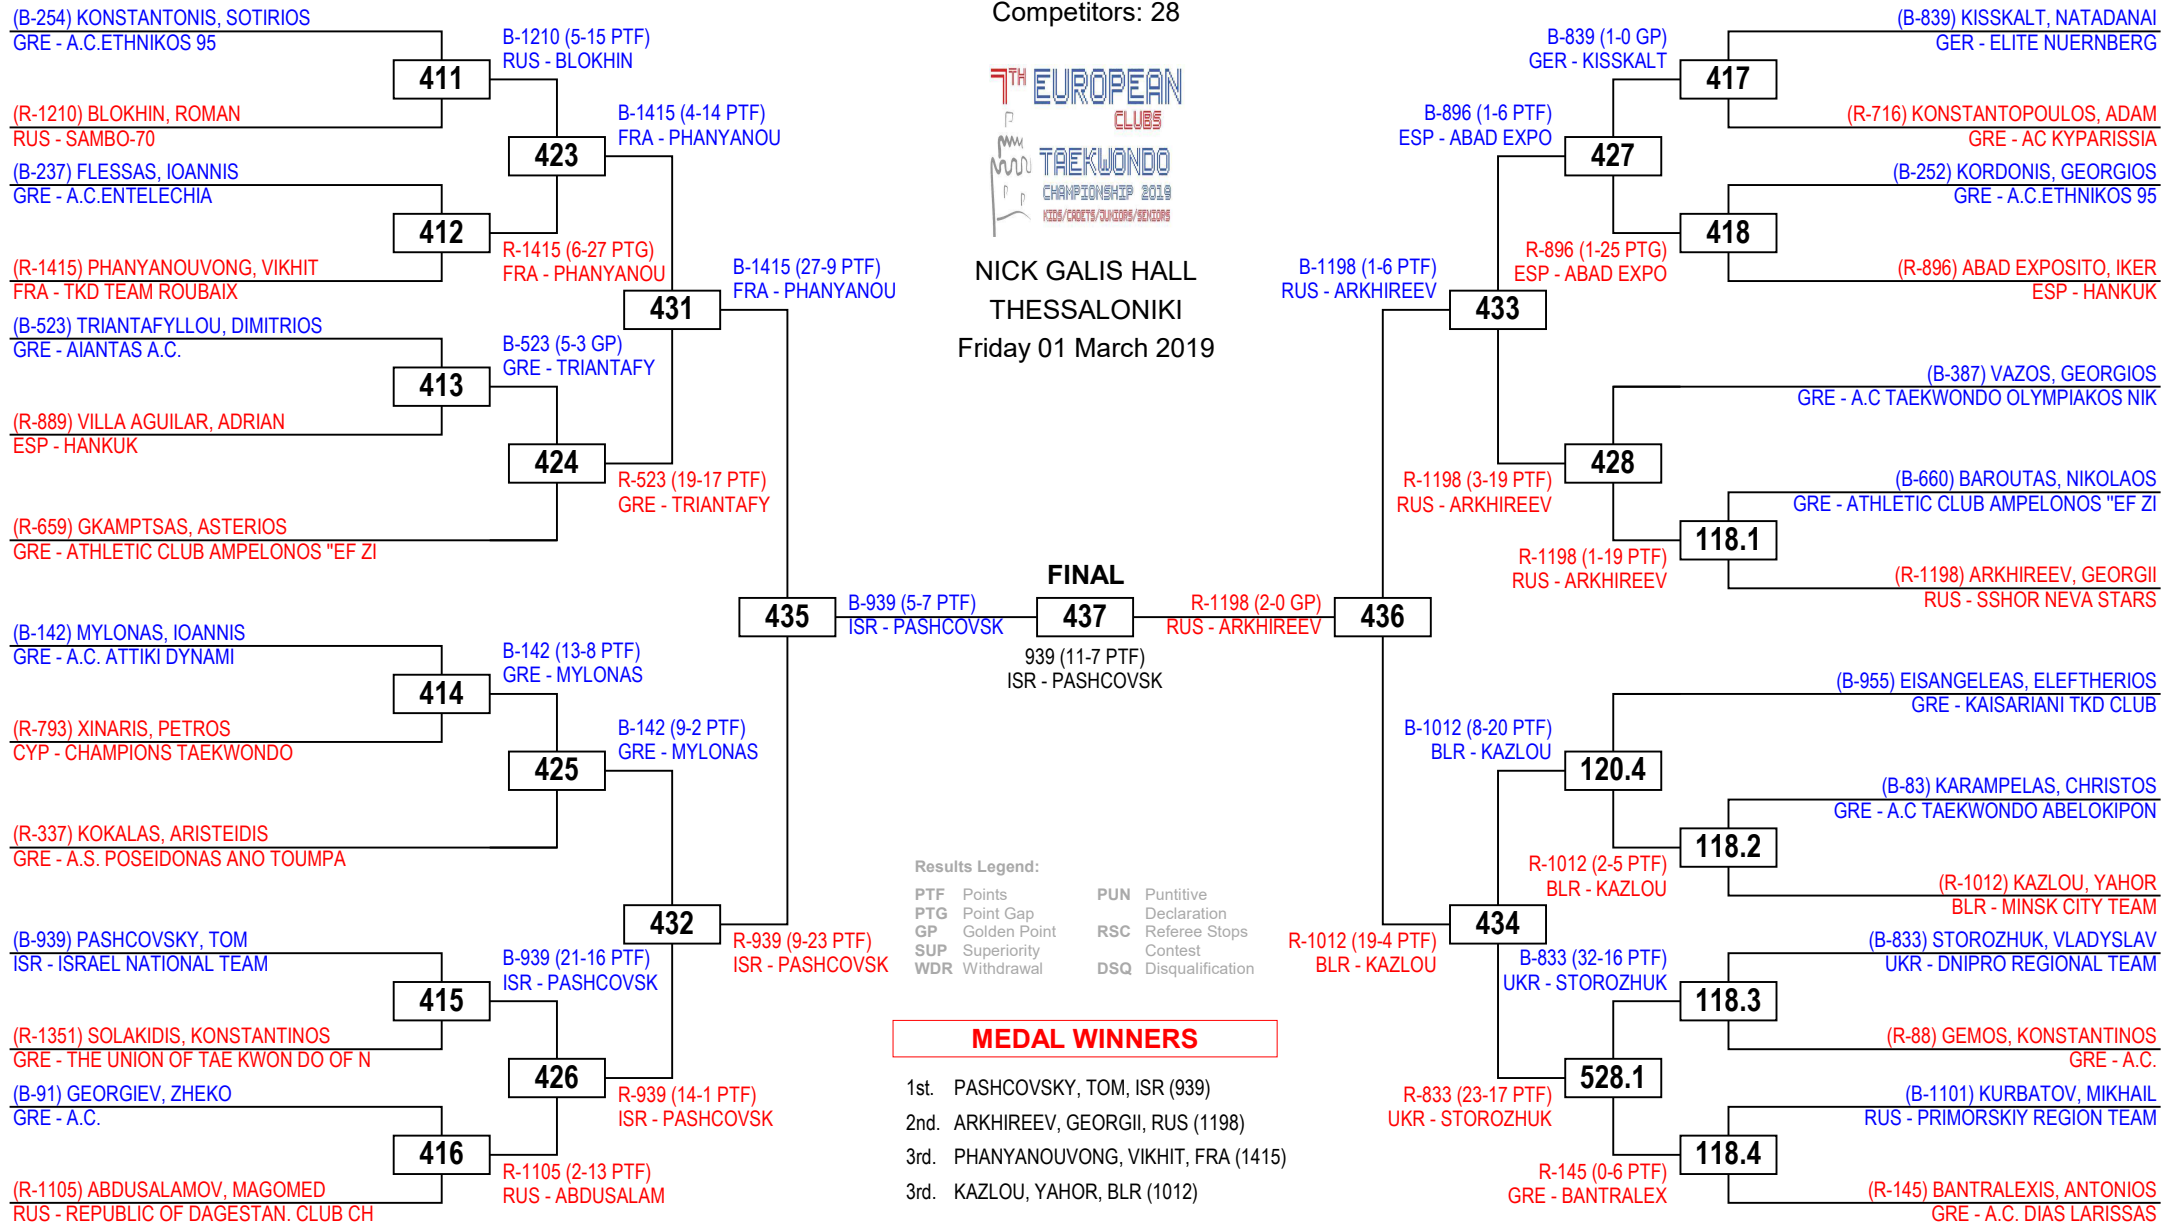 Competitors: 28
7TH EUROPEAN
CLUBS
TAEKWONDO
CHAMPIONSHIP 2019
KIDS/CADETS/JUNIORS/SENIORS
NICK GALIS HALL
THESSALONIKI
Friday 01 March 2019
(B-254) KONSTANTONIS, SOTIRIOS
GRE - A.C.ETHNIKOS 95
411
(R-1210) BLOKHIN, ROMAN
RUS - SAMBO-70
(B-237) FLESSAS, IOANNIS
GRE - A.C.ENTELECHIA
412
(R-1415) PHANYANOUVONG, VIKHIT
FRA - TKD TEAM ROUBAIX
(B-523) TRIANTAFYLLOU, DIMITRIOS
GRE - AIANTAS A.C.
413
(R-889) VILLA AGUILAR, ADRIAN
ESP - HANKUK
(R-659) GKAMPTSAS, ASTERIOS
GRE - ATHLETIC CLUB AMPELONOS "EF ZI
(B-142) MYLONAS, IOANNIS
GRE - A.C. ATTIKI DYNAMI
414
(R-793) XINARIS, PETROS
CYP - CHAMPIONS TAEKWONDO
(R-337) KOKALAS, ARISTEIDIS
GRE - A.S. POSEIDONAS ANO TOUMPA
(B-939) PASHCOVSKY, TOM
ISR - ISRAEL NATIONAL TEAM
415
(R-1351) SOLAKIDIS, KONSTANTINOS
GRE - THE UNION OF TAE KWON DO OF N
(B-91) GEORGIEV, ZHEKO
GRE - A.C.
416
(R-1105) ABDUSALAMOV, MAGOMED
RUS - REPUBLIC OF DAGESTAN. CLUB CH
B-1210 (5-15 PTF)
RUS - BLOKHIN
423
R-1415 (6-27 PTG)
FRA - PHANYANOU
B-523 (5-3 GP)
GRE - TRIANTAFY
424
B-142 (13-8 PTF)
GRE - MYLONAS
425
B-939 (21-16 PTF)
ISR - PASHCOVSK
426
R-1105 (2-13 PTF)
RUS - ABDUSALAM
B-1415 (4-14 PTF)
FRA - PHANYANOU
431
R-523 (19-17 PTF)
GRE - TRIANTAFY
B-142 (9-2 PTF)
GRE - MYLONAS
432
R-939 (14-1 PTF)
ISR - PASHCOVSK
B-1415 (27-9 PTF)
FRA - PHANYANOU
435
R-939 (9-23 PTF)
ISR - PASHCOVSK
B-939 (5-7 PTF)
ISR - PASHCOVSK
FINAL
437
939 (11-7 PTF)
ISR - PASHCOVSK
R-1198 (2-0 GP)
RUS - ARKHIREEV
436
B-1198 (1-6 PTF)
RUS - ARKHIREEV
433
R-1012 (19-4 PTF)
BLR - KAZLOU
434
B-896 (1-6 PTF)
ESP - ABAD EXPO
427
R-1198 (3-19 PTF)
RUS - ARKHIREEV
428
B-1012 (8-20 PTF)
BLR - KAZLOU
120.4
R-833 (23-17 PTF)
UKR - STOROZHUK
528.1
B-839 (1-0 GP)
GER - KISSKALT
R-896 (1-25 PTG)
ESP - ABAD EXPO
R-1198 (1-19 PTF)
RUS - ARKHIREEV
R-1012 (2-5 PTF)
BLR - KAZLOU
B-833 (32-16 PTF)
UKR - STOROZHUK
R-145 (0-6 PTF)
GRE - BANTRALEX
(B-839) KISSKALT, NATADANAI
GER - ELITE NUERNBERG
417
(R-716) KONSTANTOPOULOS, ADAM
GRE - AC KYPARISSIA
(B-252) KORDONIS, GEORGIOS
GRE - A.C.ETHNIKOS 95
418
(R-896) ABAD EXPOSITO, IKER
ESP - HANKUK
(B-387) VAZOS, GEORGIOS
GRE - A.C TAEKWONDO OLYMPIAKOS NIK
(B-660) BAROUTAS, NIKOLAOS
GRE - ATHLETIC CLUB AMPELONOS "EF ZI
118.1
(R-1198) ARKHIREEV, GEORGII
RUS - SSHOR NEVA STARS
(B-955) EISANGELEAS, ELEFTHERIOS
GRE - KAISARIANI TKD CLUB
(B-83) KARAMPELAS, CHRISTOS
GRE - A.C TAEKWONDO ABELOKIPON
118.2
(R-1012) KAZLOU, YAHOR
BLR - MINSK CITY TEAM
(B-833) STOROZHUK, VLADYSLAV
UKR - DNIPRO REGIONAL TEAM
118.3
(R-88) GEMOS, KONSTANTINOS
GRE - A.C.
(B-1101) KURBATOV, MIKHAIL
RUS - PRIMORSKIY REGION TEAM
118.4
(R-145) BANTRALEXIS, ANTONIOS
GRE - A.C. DIAS LARISSAS
Results Legend:
PTF Points
PTG Point Gap
GP Golden Point
SUP Superiority
WDR Withdrawal
PUN Puntitive
Declaration
RSC Referee Stops
Contest
DSQ Disqualification
MEDAL WINNERS
1st. PASHCOVSKY, TOM, ISR (939)
2nd. ARKHIREEV, GEORGII, RUS (1198)
3rd. PHANYANOUVONG, VIKHIT, FRA (1415)
3rd. KAZLOU, YAHOR, BLR (1012)